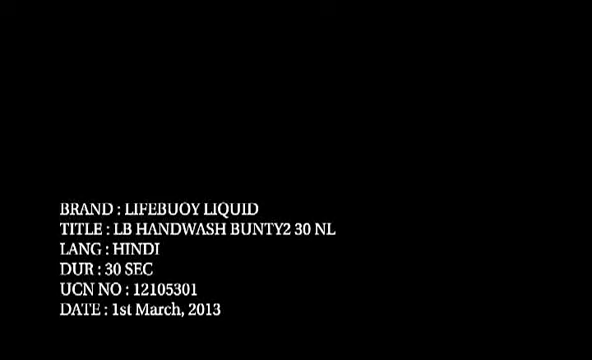 BRAND : LIFEBUOY LIQUID
TITLE : LB HANDWASH BUNTY2 30 NL
LANG : HINDI
DUR : 30 SEC
UCN NO : 12105301
DATE : 1st March, 2013